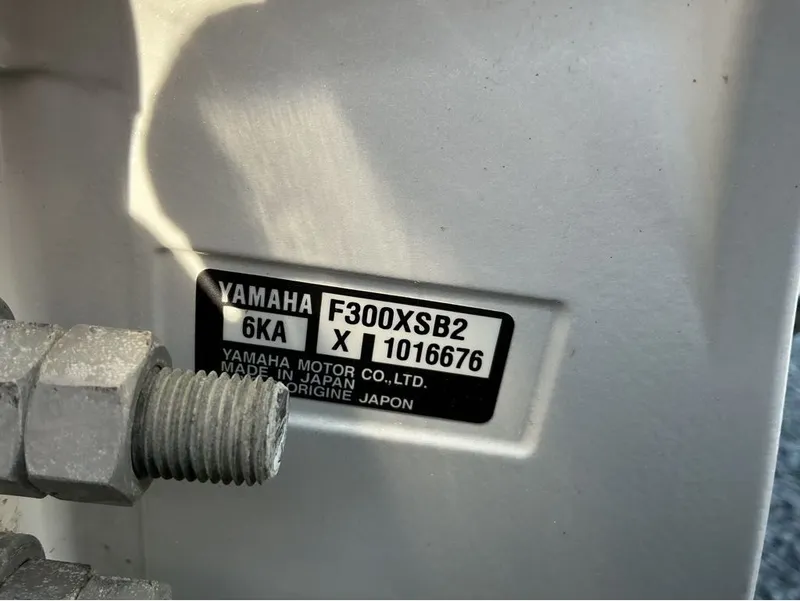 YAMAHA F300XSB2
6KA X 1016676
YAMAHA MOTOR CO.,LTD.
MADE IN JAPAN
ORIGINE JAPON